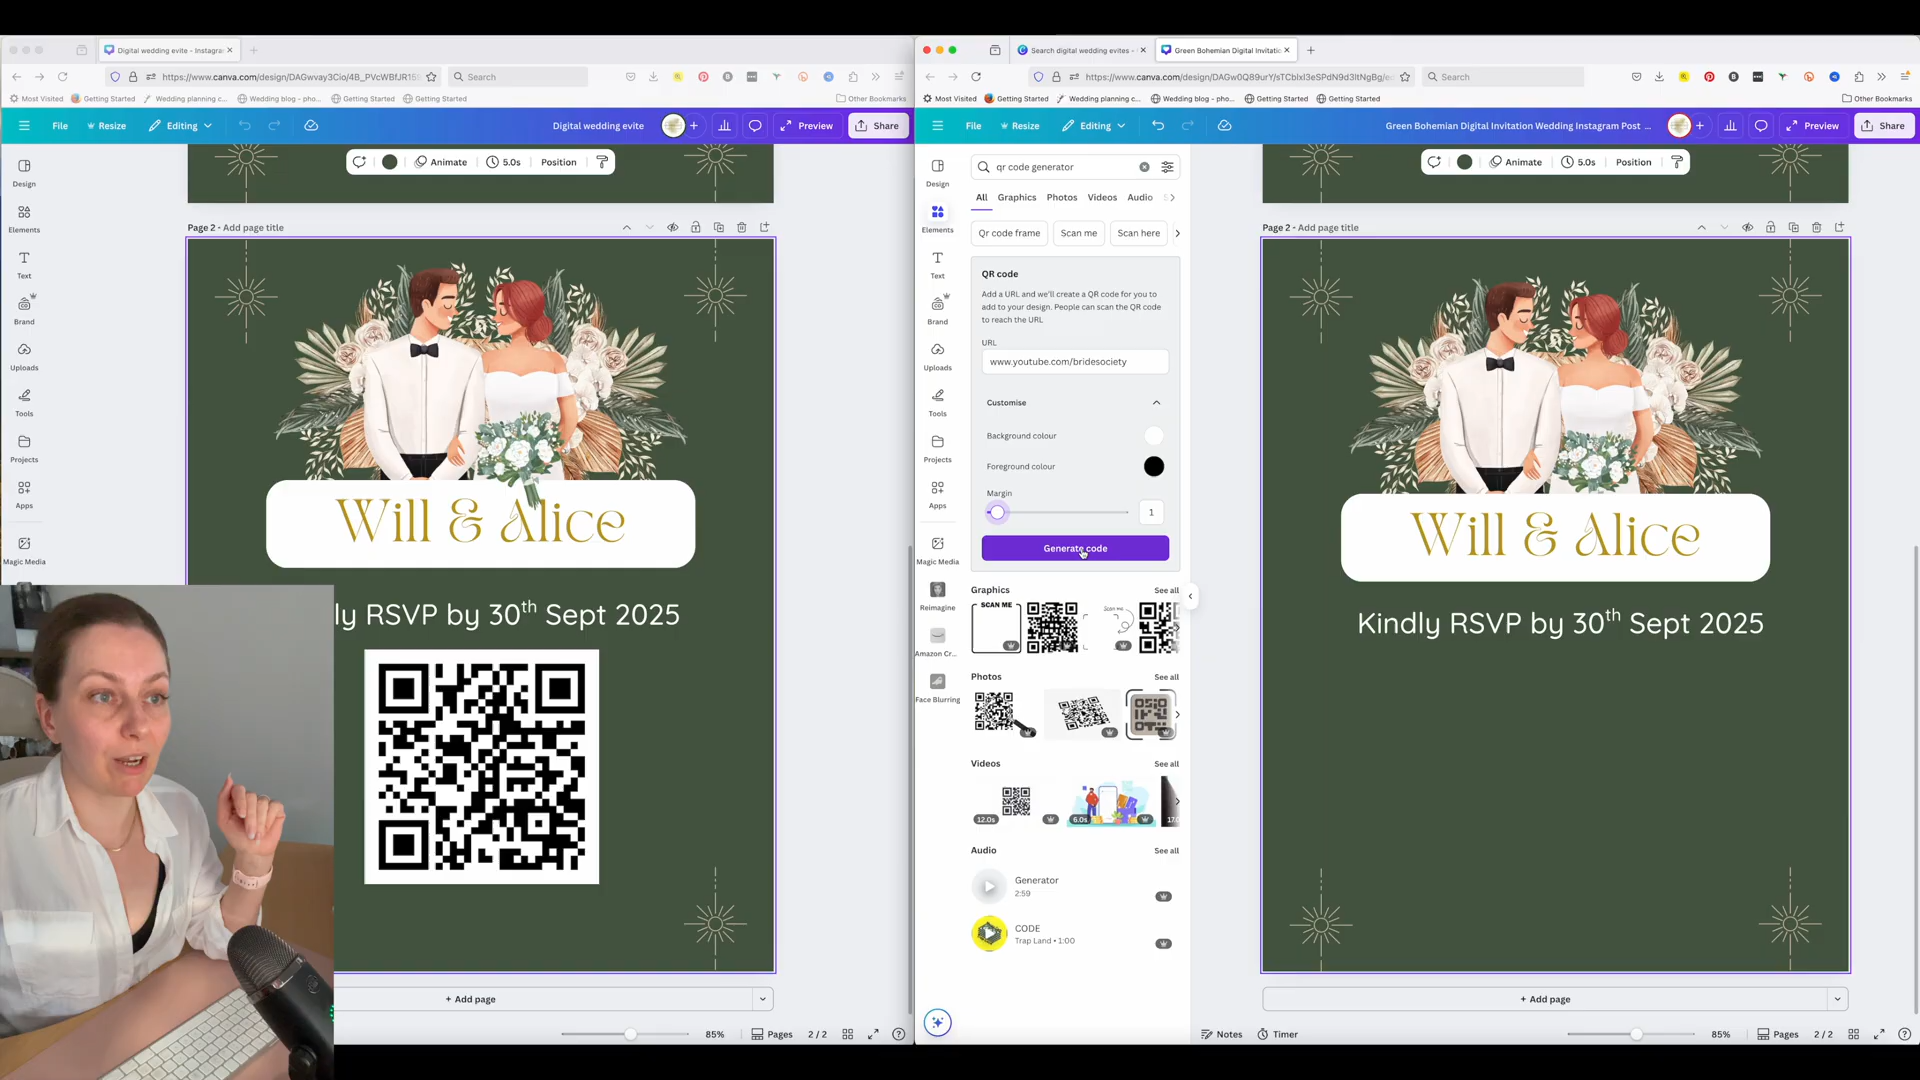 Digital wedding evite - Instagra
https://www.canva.com/design/DAGwvay3Cio/4B_PVcWBfJR15
Search
Most Visited
Getting Started
Wedding planning c...
Wedding blog - pho...
Getting Started
Getting Started
Other Bookmarks
File
Resize
Editing
Digital wedding evite
Preview
Share
Design
Elements
Text
Brand
Uploads
Tools
Projects
Apps
Magic Media
Animate
5.0s
Position
Page 2 - Add page title
Will & Alice
ly RSVP by 30th Sept 2025
+ Add page
85%
Pages
2 / 2
Search digital wedding evites -
Green Bohemian Digital Invitatio
https://www.canva.com/design/DAGw0Q89urY/sTCblxI3eSPdN9d3ltNgBg/e
Search
Most Visited
Getting Started
Wedding planning c...
Wedding blog - pho...
Getting Started
Getting Started
Other Bookmarks
File
Resize
Editing
Green Bohemian Digital Invitation Wedding Instagram Post ...
Preview
Share
Design
Elements
Text
Brand
Uploads
Tools
Projects
Apps
Magic Media
Reimagine
Amazon Cr...
Face Blurring
qr code generator
All
Graphics
Photos
Videos
Audio
Qr code frame
Scan me
Scan here
QR code
Add a URL and we'll create a QR code for you to
add to your design. People can scan the QR code
to reach the URL
URL
www.youtube.com/bridesociety
Customise
Background colour
Foreground colour
Margin
1
Generate code
Graphics
See all
SCAN ME
Scan me
Photos
See all
Videos
See all
12.0s
6.0s
17.0
Audio
See all
Generator
2:59
CODE
Trap Land • 1:00
Animate
5.0s
Position
Page 2 - Add page title
Will & Alice
Kindly RSVP by 30th Sept 2025
+ Add page
Notes
Timer
85%
Pages
2 / 2